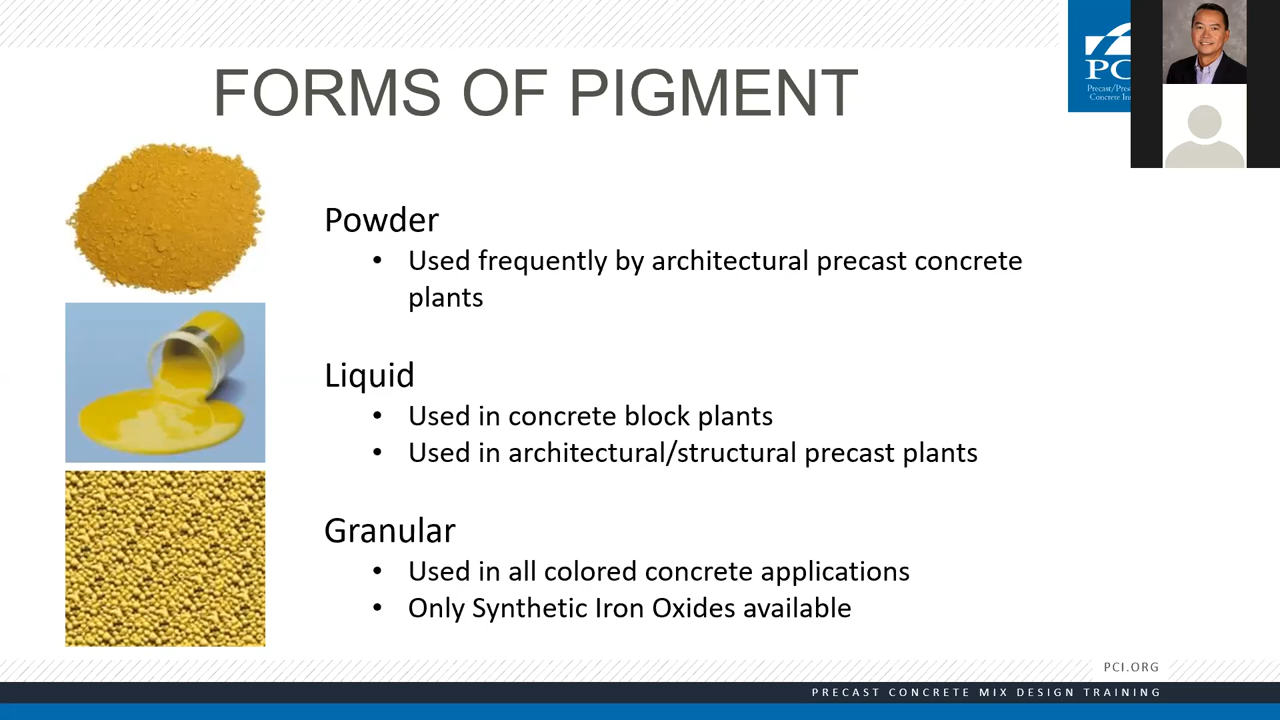 FORMS OF PIGMENT
PC
Concrete
Powder
• Used frequently by architectural precast concrete
plants
Liquid
• Used in concrete block plants
• Used in architectural/structural precast plants
Granular
• Used in all colored concrete applications
• Only Synthetic Iron Oxides available
PCI.ORG
PRECAST CONCRETE MIX DESIGN TRAINING